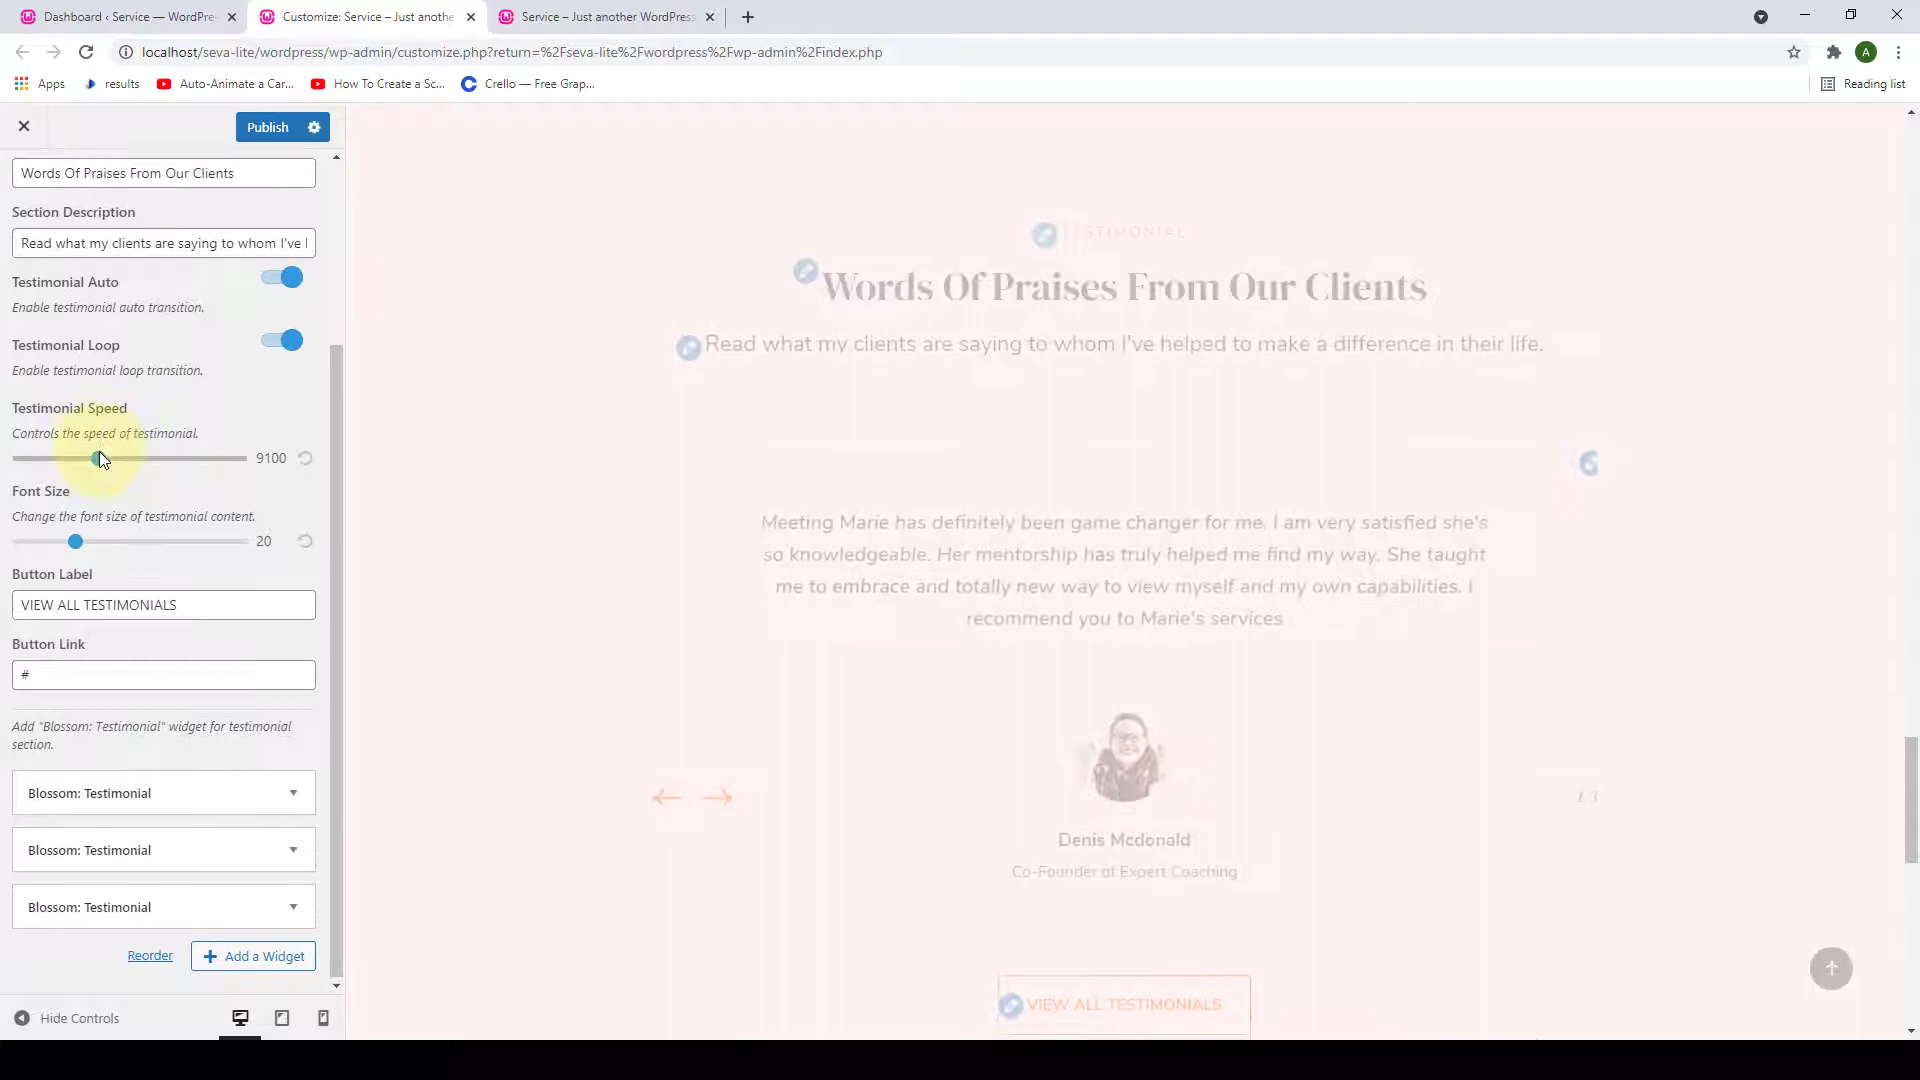 Dashboard ‹ Service — WordPre
Customize: Service – Just anothe
Service – Just another WordPress
localhost/seva-lite/wordpress/wp-admin/customize.php?return=%2Fseva-lite%2Fwordpress%2Fwp-admin%2Findex.php
A
Apps
results
Auto-Animate a Car...
How To Create a Sc...
Crello — Free Grap...
Reading list
Publish
Words Of Praises From Our Clients
Section Description
Read what my clients are saying to whom I've l
Testimonial Auto
Enable testimonial auto transition.
Testimonial Loop
Enable testimonial loop transition.
Testimonial Speed
Controls the speed of testimonial.
9100
Font Size
Change the font size of testimonial content.
20
Button Label
VIEW ALL TESTIMONIALS
Button Link
#
Add "Blossom: Testimonial" widget for testimonial
section.
Blossom: Testimonial
Blossom: Testimonial
Blossom: Testimonial
Reorder
Add a Widget
Hide Controls
TESTIMONIAL
Words Of Praises From Our Clients
Read what my clients are saying to whom I've helped to make a difference in their life.
Meeting Marie has definitely been game changer for me. I am very satisfied she's
so knowledgeable. Her mentorship has truly helped me find my way. She taught
me to embrace and totally new way to view myself and my own capabilities. I
recommend you to Marie's services
Denis Mcdonald
Co-Founder of Expert Coaching
VIEW ALL TESTIMONIALS